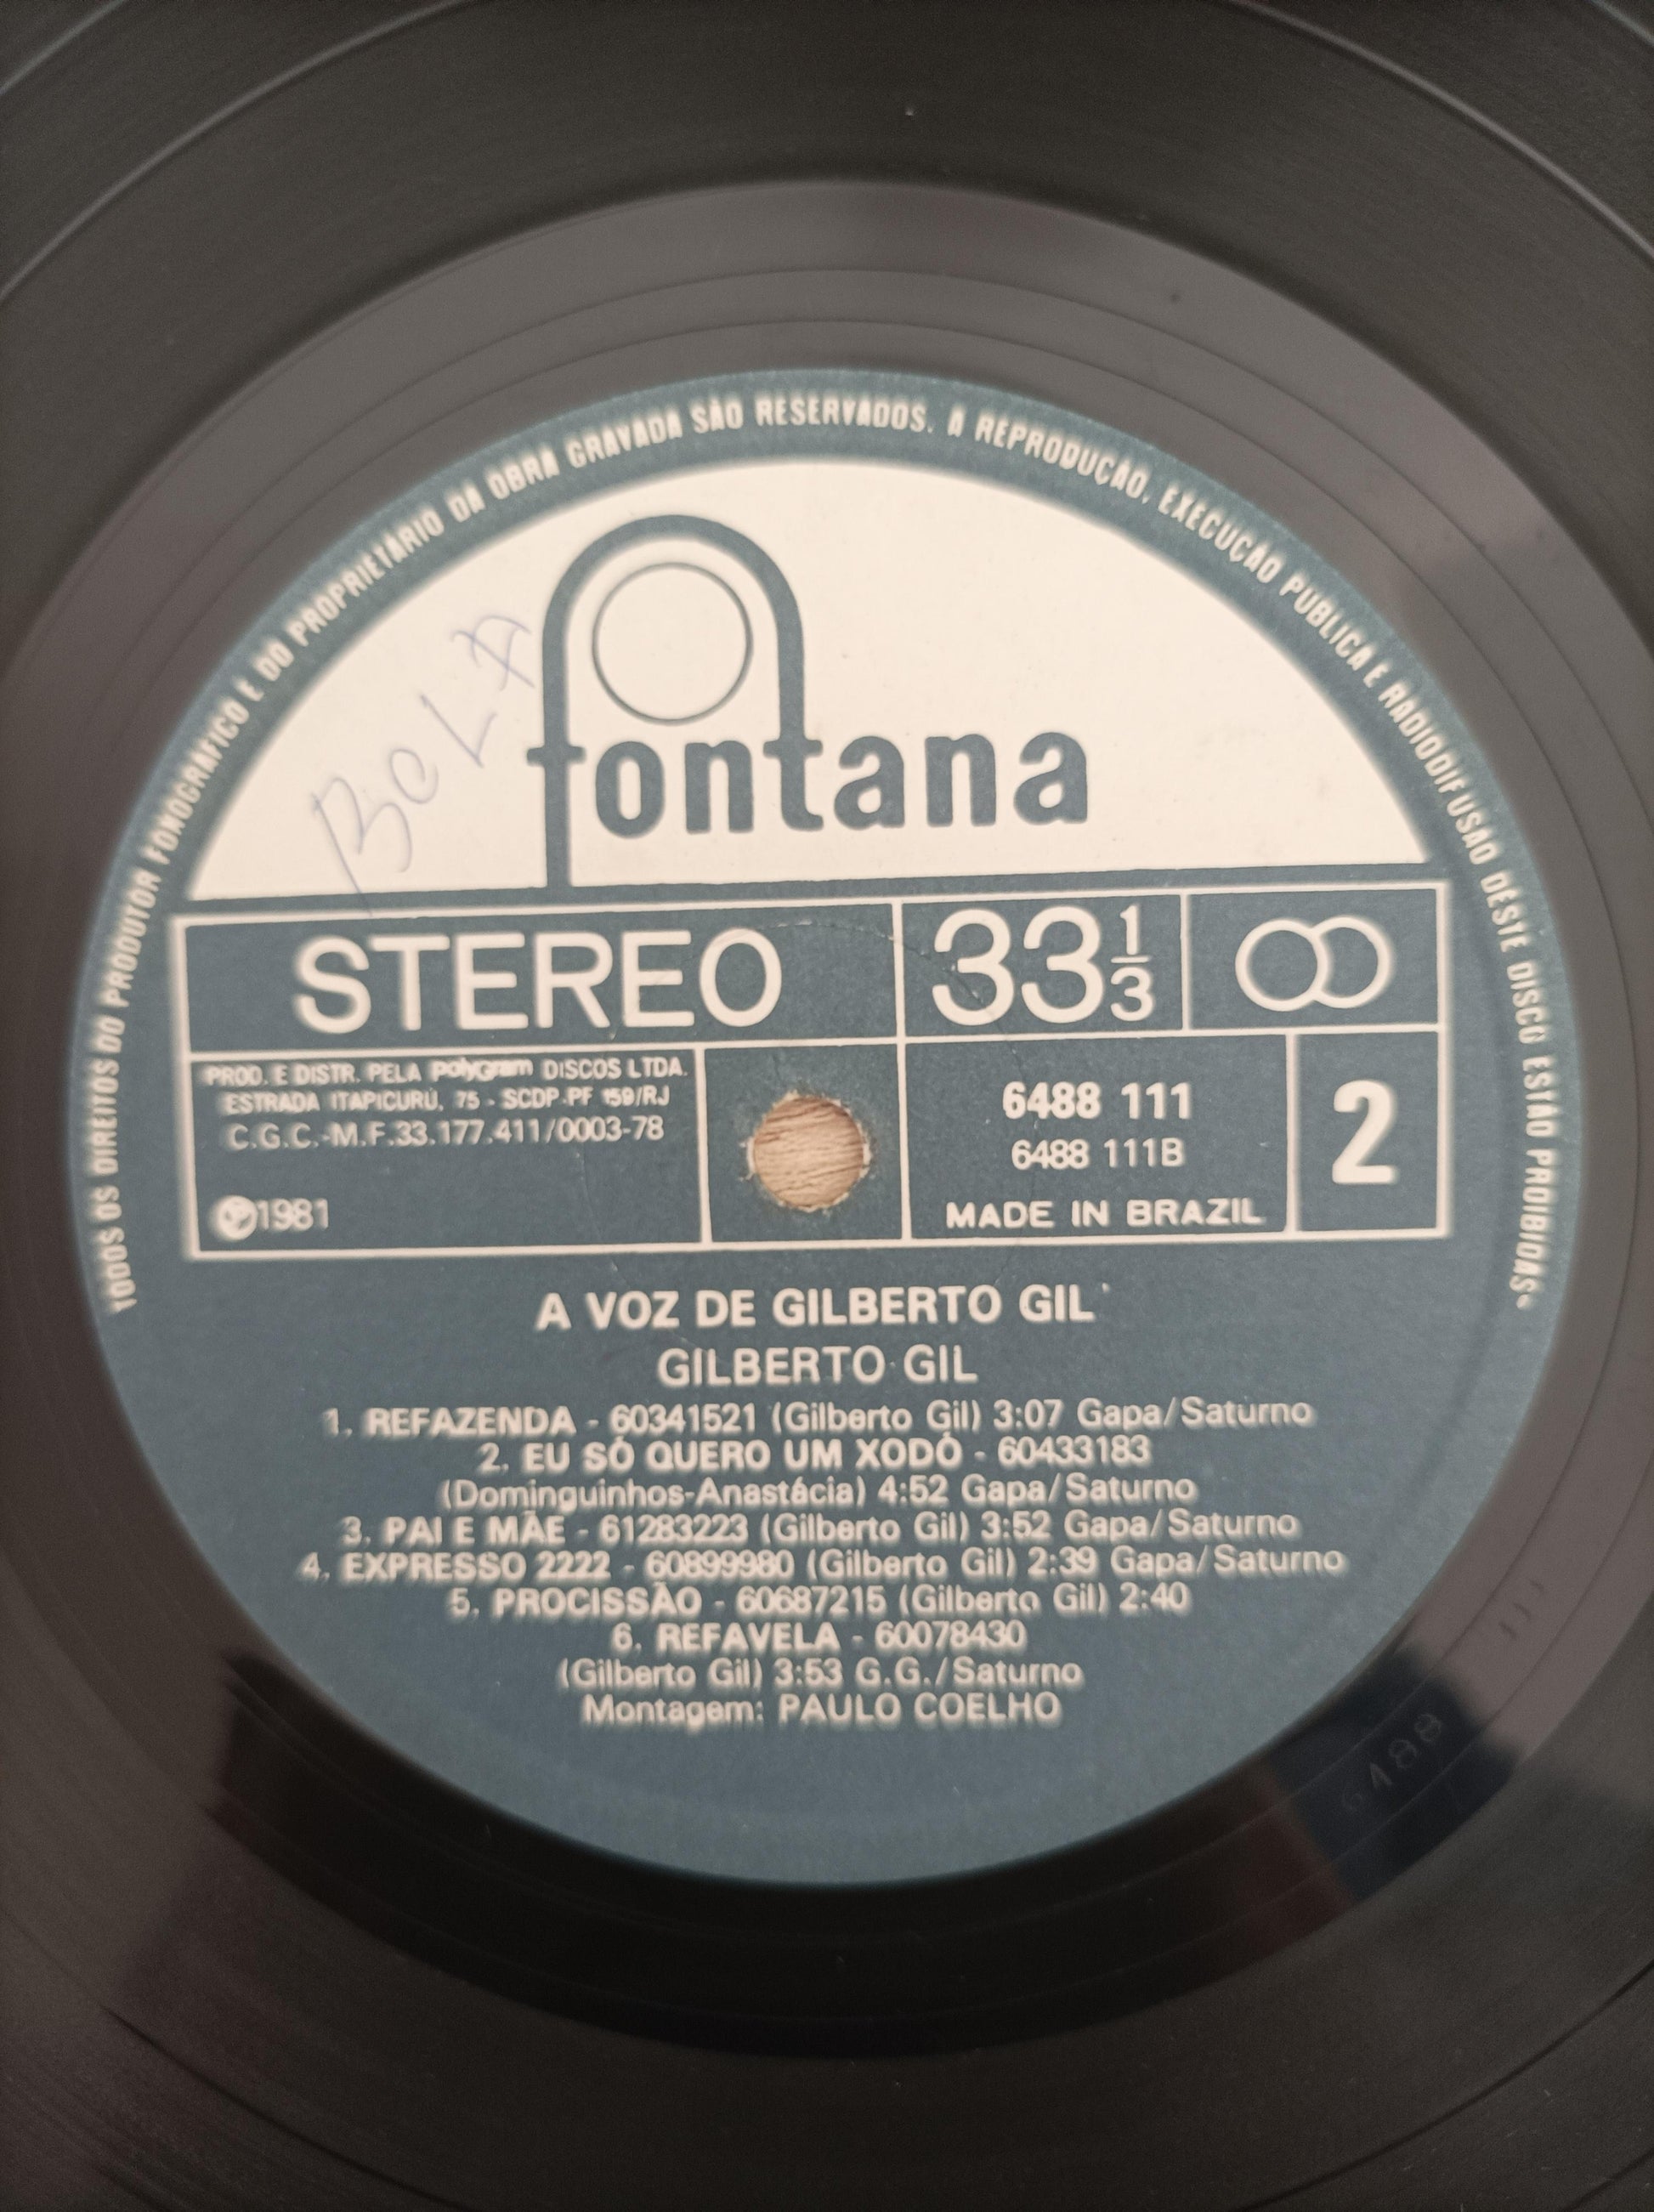 TODOS OS DIREITOS DO PRODUTOR FONOGRÁFICO E DO PROPRIETÁRIO DA OBRA GRAVADA SÃO RESERVADOS. A REPRODUÇÃO, EXECUÇÃO PÚBLICA E RADIODIFUSÃO DESTE DISCO ESTÃO PROIBIDAS.
BELA
fontana
STEREO
33 1/3
PROD. E DISTR. PELA polygram DISCOS LTDA.
ESTRADA ITAPICURÚ, 75 - SCDP-PF 159/RJ
C.G.C.-M.F.33.177.411/0003-78
℗1981
6488 111
6488 111B
MADE IN BRAZIL
2
A VOZ DE GILBERTO GIL
GILBERTO GIL
1. REFAZENDA - 60341521 (Gilberto Gil) 3:07 Gapa/Saturno
2. EU SÓ QUERO UM XODÓ - 60433183
(Dominguinhos-Anastácia) 4:52 Gapa/Saturno
3. PAI E MÃE - 61283223 (Gilberto Gil) 3:52 Gapa/Saturno
4. EXPRESSO 2222 - 60899980 (Gilberto Gil) 2:39 Gapa/Saturno
5. PROCISSÃO - 60687215 (Gilberto Gil) 2:40
6. REFAVELA - 60078430
(Gilberto Gil) 3:53 G.G./Saturno
Montagem: PAULO COELHO
6488